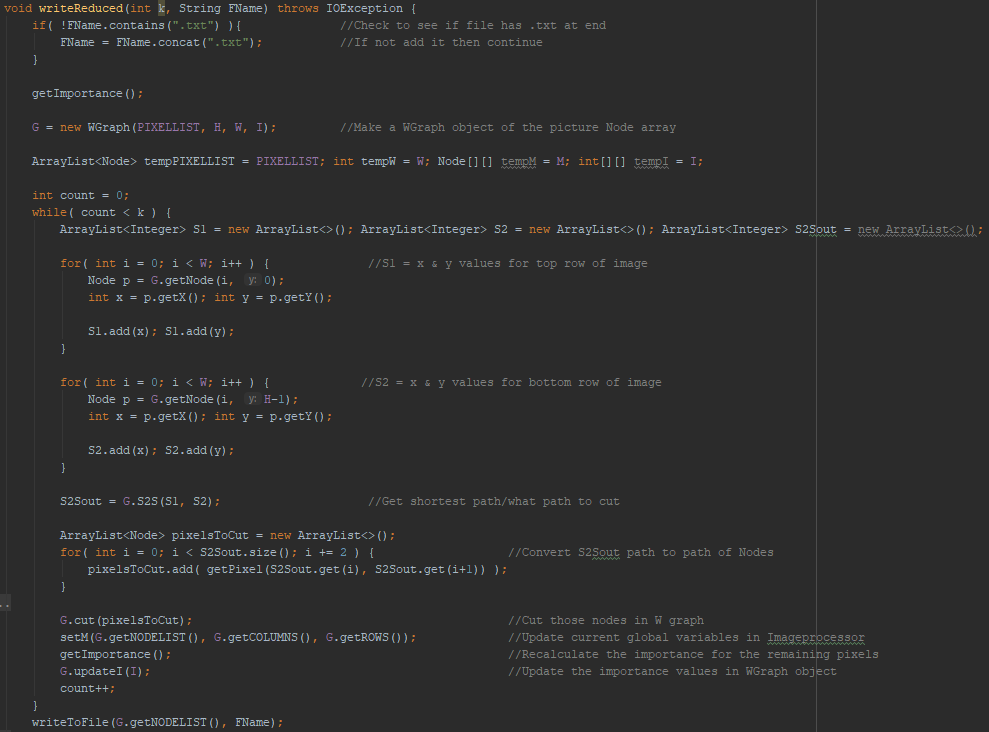 void writeReduced(int k, String FName) throws IOException {
    if( !FName.contains(".txt") ){              //Check to see if file has .txt at end
        FName = FName.concat(".txt");           //If not add it then continue
    }

    getImportance();

    G = new WGraph(PIXELLIST, H, W, I);         //Make a WGraph object of the picture Node array

    ArrayList<Node> tempPIXELLIST = PIXELLIST; int tempW = W; Node[][] tempM = M; int[][] tempI = I;

    int count = 0;
    while( count < k ) {
        ArrayList<Integer> S1 = new ArrayList<>(); ArrayList<Integer> S2 = new ArrayList<>(); ArrayList<Integer> S2Sout = new ArrayList<>();

        for( int i = 0; i < W; i++ ) {              //S1 = x & y values for top row of image
            Node p = G.getNode(i, y: 0);
            int x = p.getX(); int y = p.getY();

            S1.add(x); S1.add(y);
        }

        for( int i = 0; i < W; i++ ) {             //S2 = x & y values for bottom row of image
            Node p = G.getNode(i, y: H-1);
            int x = p.getX(); int y = p.getY();

            S2.add(x); S2.add(y);
        }

        S2Sout = G.S2S(S1, S2);                     //Get shortest path/what path to cut

        ArrayList<Node> pixelsToCut = new ArrayList<>();
        for( int i = 0; i < S2Sout.size(); i += 2 ) {                   //Convert S2Sout path to path of Nodes
            pixelsToCut.add( getPixel(S2Sout.get(i), S2Sout.get(i+1)) );
        }
..
        G.cut(pixelsToCut);                                             //Cut those nodes in W graph
        setM(G.getNODELIST(), G.getCOLUMNS(), G.getROWS());             //Update current global variables in Imageprocessor
        getImportance();                                                //Recalculate the importance for the remaining pixels
        G.updateI(I);                                                   //Update the importance values in WGraph object
        count++;
    }
    writeToFile(G.getNODELIST(), FName);